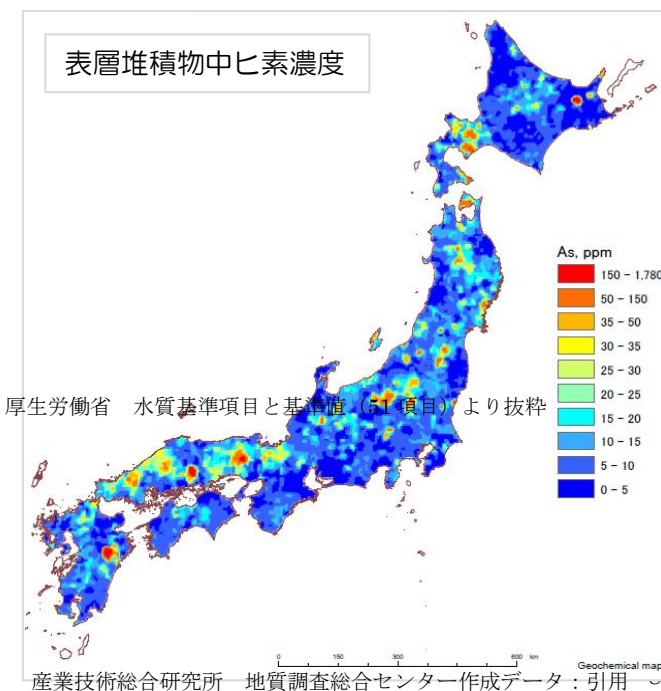 表層堆積物中ヒ素濃度
As, ppm
150 - 1,780
50 - 150
35 - 50
30 - 35
25 - 30
20 - 25
15 - 20
10 - 15
5 - 10
0 - 5
厚生労働省 水質基準項目と基準値（51項目）より抜粋
0 150 300 600 km
Geochemical map
産業技術総合研究所 地質調査総合センター作成データ：引用